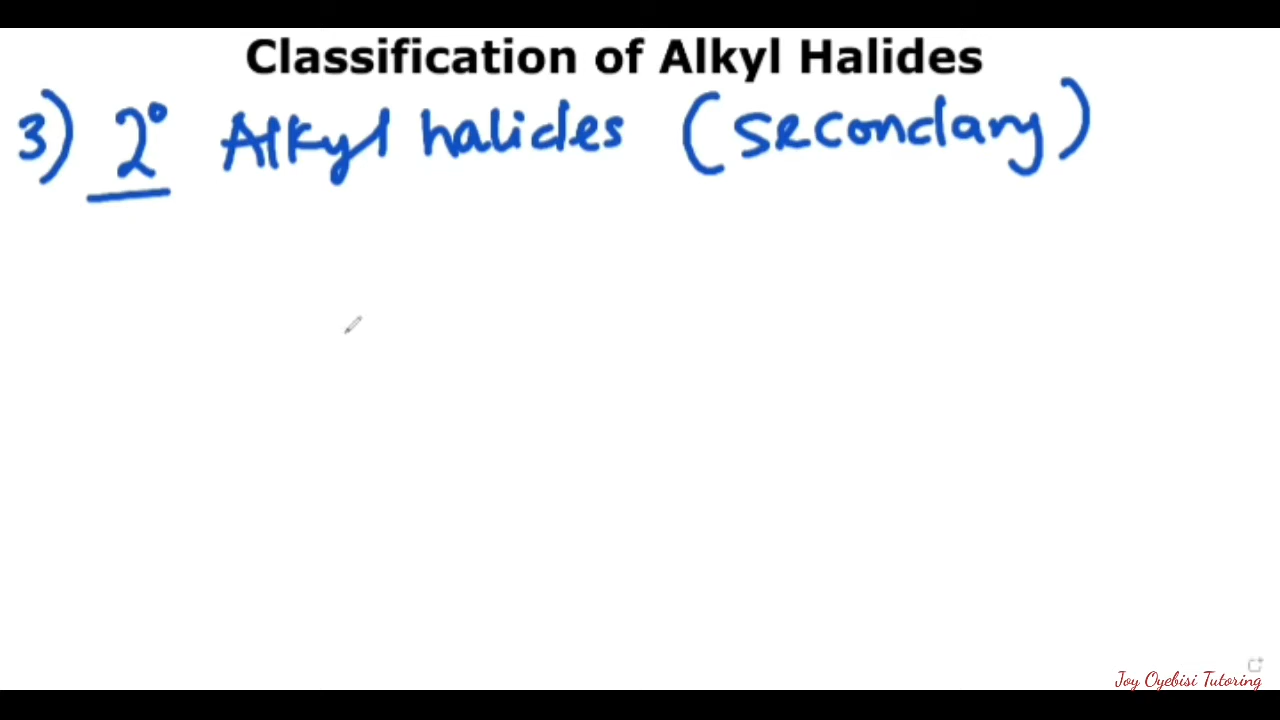 Classification of Alkyl Halides
3) 2° Alkyl halides (secondary)
Joy Oyebisi Tutoring